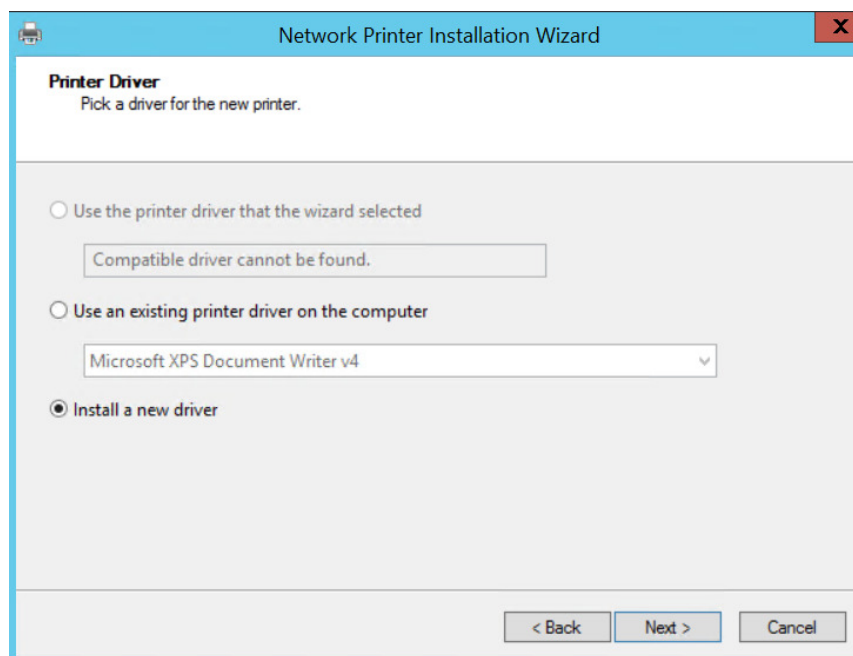 Network Printer Installation Wizard
X
Printer Driver
Pick a driver for the new printer.
Use the printer driver that the wizard selected
Compatible driver cannot be found.
Use an existing printer driver on the computer
Microsoft XPS Document Writer v4
Install a new driver
< Back Next > Cancel